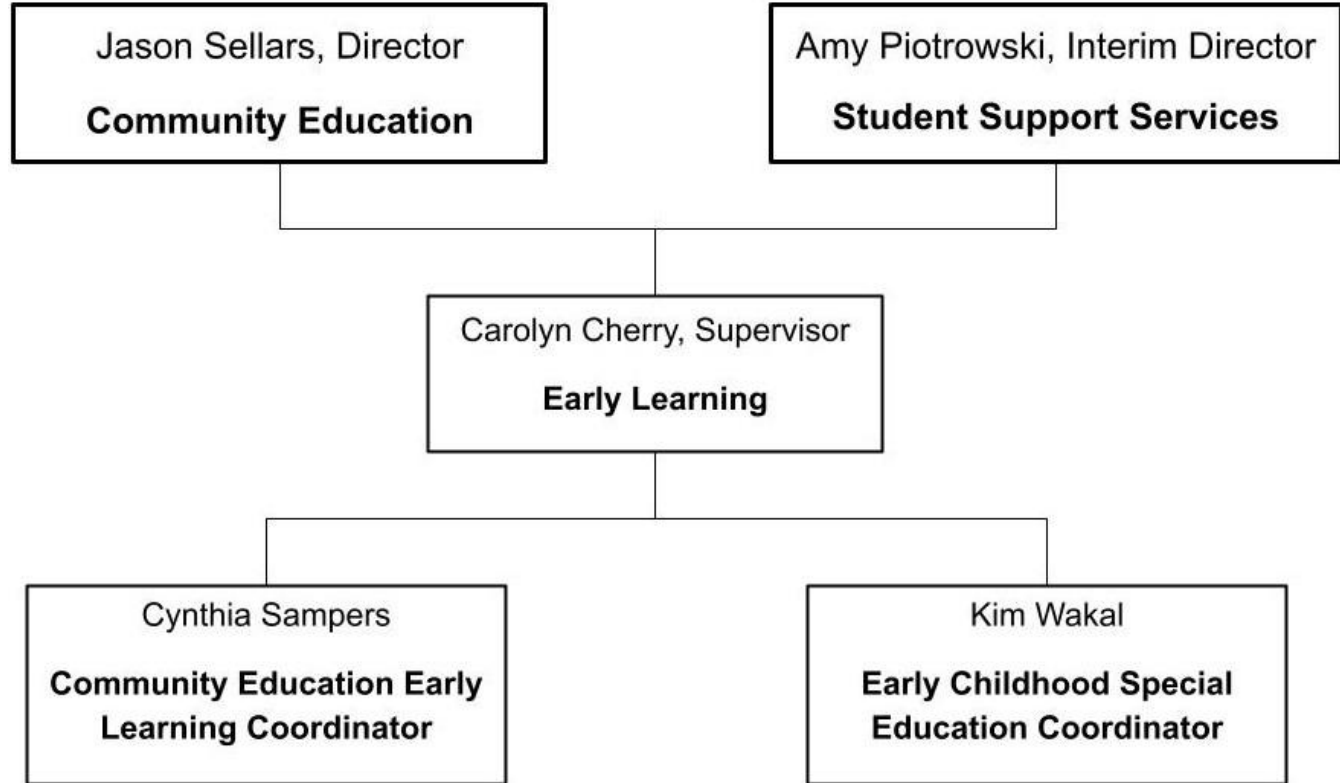 Jason Sellars, Director
Community Education
Amy Piotrowski, Interim Director
Student Support Services
Carolyn Cherry, Supervisor
Early Learning
Cynthia Sampers
Community Education Early
Learning Coordinator
Kim Wakal
Early Childhood Special
Education Coordinator